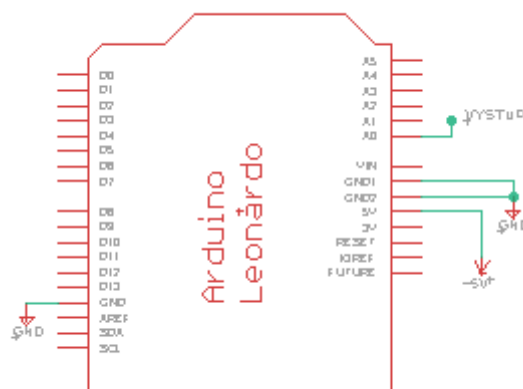 D0
D1
D2
D3
D4
D5
D6
D7
D8
D9
D10
D11
D12
D13
GND
AREF
SDA
SCL
GND
Arduino
Leonardo
A5
A4
A3
A2
A1
A0
VIN
GND1
GND2
5V
3V
RESET
IOREF
FUTURE
VYSTUP
GND